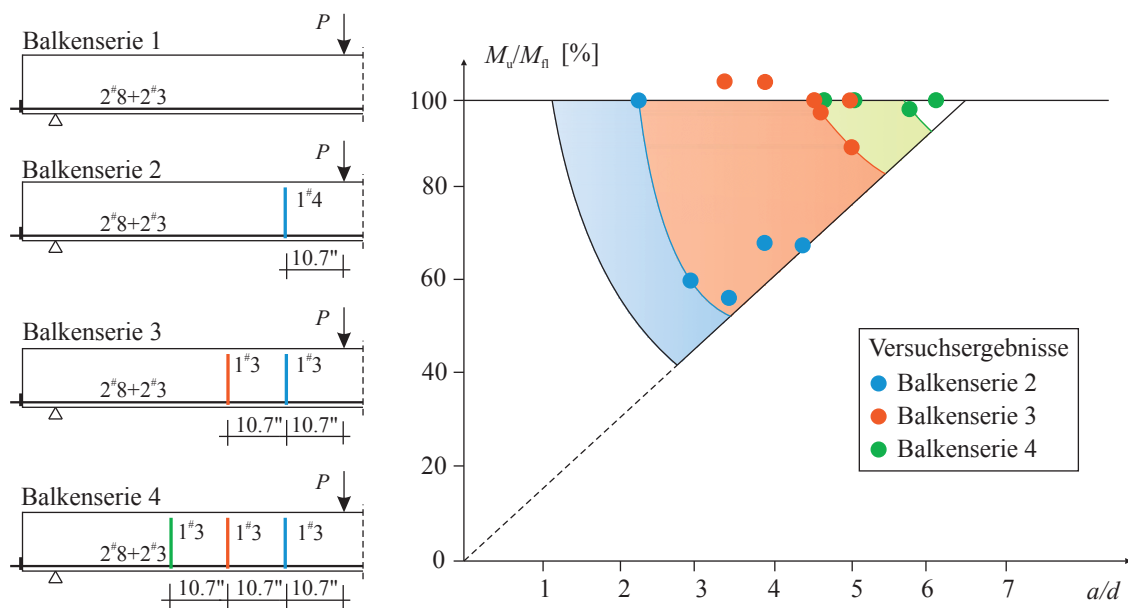 Balkenserie 1
P
2#8+2#3
Balkenserie 2
P
1#4
2#8+2#3
10.7"
Balkenserie 3
P
1#3
1#3
2#8+2#3
10.7"
10.7"
Balkenserie 4
P
1#3
1#3
1#3
2#8+2#3
10.7"
10.7"
10.7"
Mu/Mfl [%]
100
80
60
40
20
0
1
2
3
4
5
6
7
a/d
Versuchsergebnisse
Balkenserie 2
Balkenserie 3
Balkenserie 4